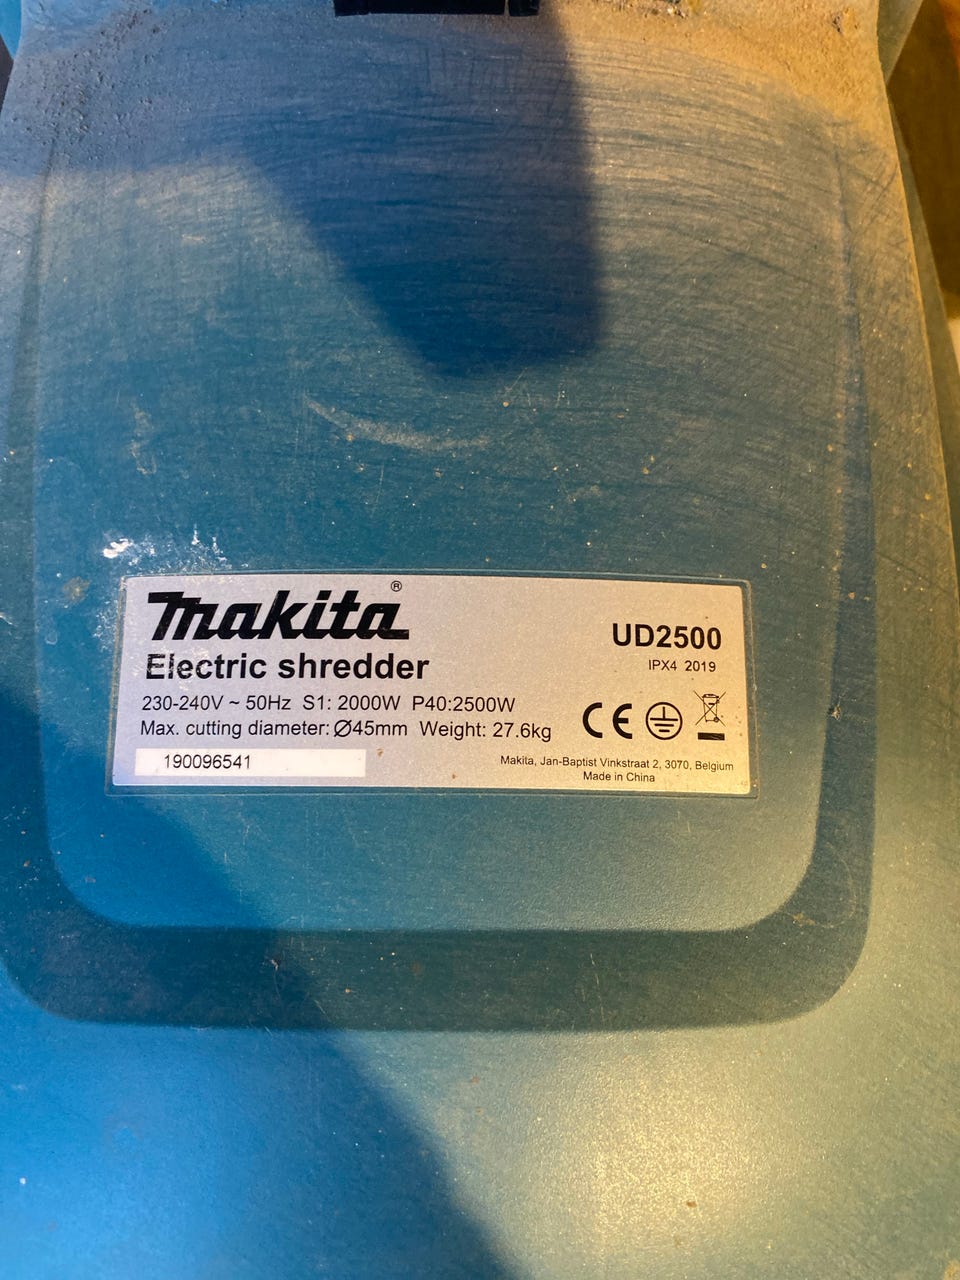 makita®
Electric shredder
UD2500
IPX4 2019
230-240V ~ 50Hz S1: 2000W P40:2500W
Max. cutting diameter: Ø45mm Weight: 27.6kg
CE
190096541
Makita, Jan-Baptist Vinkstraat 2, 3070, Belgium
Made in China